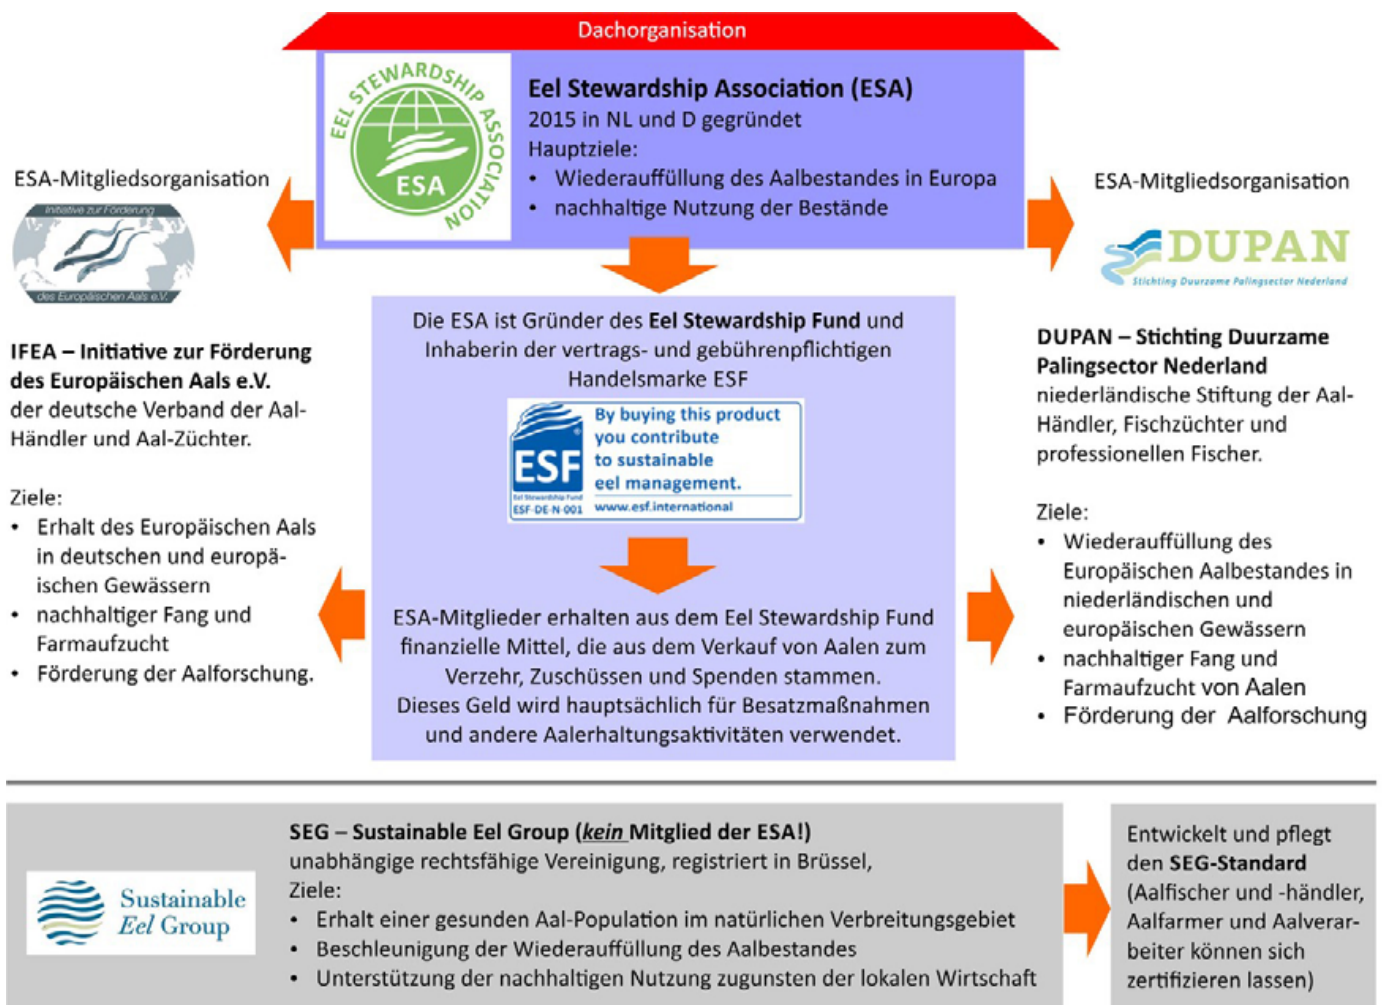 Dachorganisation
EEL STEWARDSHIP ASSOCIATION
ESA
Eel Stewardship Association (ESA)
2015 in NL und D gegründet
Hauptziele:
• Wiederauffüllung des Aalbestandes in Europa
• nachhaltige Nutzung der Bestände
ESA-Mitgliedsorganisation
Initiative zur Förderung
des Europäischen Aals e.V.
IFEA – Initiative zur Förderung
des Europäischen Aals e.V.
der deutsche Verband der Aal-
Händler und Aal-Züchter.
Ziele:
• Erhalt des Europäischen Aals
in deutschen und europä-
ischen Gewässern
• nachhaltiger Fang und
Farmaufzucht
• Förderung der Aalforschung.
Die ESA ist Gründer des Eel Stewardship Fund und
Inhaberin der vertrags- und gebührenpflichtigen
Handelsmarke ESF
ESF
®
Eel Stewardship Fund
ESF-DE-N-001
By buying this product
you contribute
to sustainable
eel management.
www.esf.international
ESA-Mitglieder erhalten aus dem Eel Stewardship Fund
finanzielle Mittel, die aus dem Verkauf von Aalen zum
Verzehr, Zuschüssen und Spenden stammen.
Dieses Geld wird hauptsächlich für Besatzmaßnahmen
und andere Aalerhaltungsaktivitäten verwendet.
ESA-Mitgliedsorganisation
DUPAN
Stichting Duurzame Palingsector Nederland
DUPAN – Stichting Duurzame
Palingsector Nederland
niederländische Stiftung der Aal-
Händler, Fischzüchter und
professionellen Fischer.
Ziele:
• Wiederauffüllung des
Europäischen Aalbestandes in
niederländischen und
europäischen Gewässern
• nachhaltiger Fang und
Farmaufzucht von Aalen
• Förderung der Aalforschung
Sustainable
Eel Group
SEG – Sustainable Eel Group (kein Mitglied der ESA!)
unabhängige rechtsfähige Vereinigung, registriert in Brüssel,
Ziele:
• Erhalt einer gesunden Aal-Population im natürlichen Verbreitungsgebiet
• Beschleunigung der Wiederauffüllung des Aalbestandes
• Unterstützung der nachhaltigen Nutzung zugunsten der lokalen Wirtschaft
Entwickelt und pflegt
den SEG-Standard
(Aalfischer und -händler,
Aalfarmer und Aalverar-
beiter können sich
zertifizieren lassen)